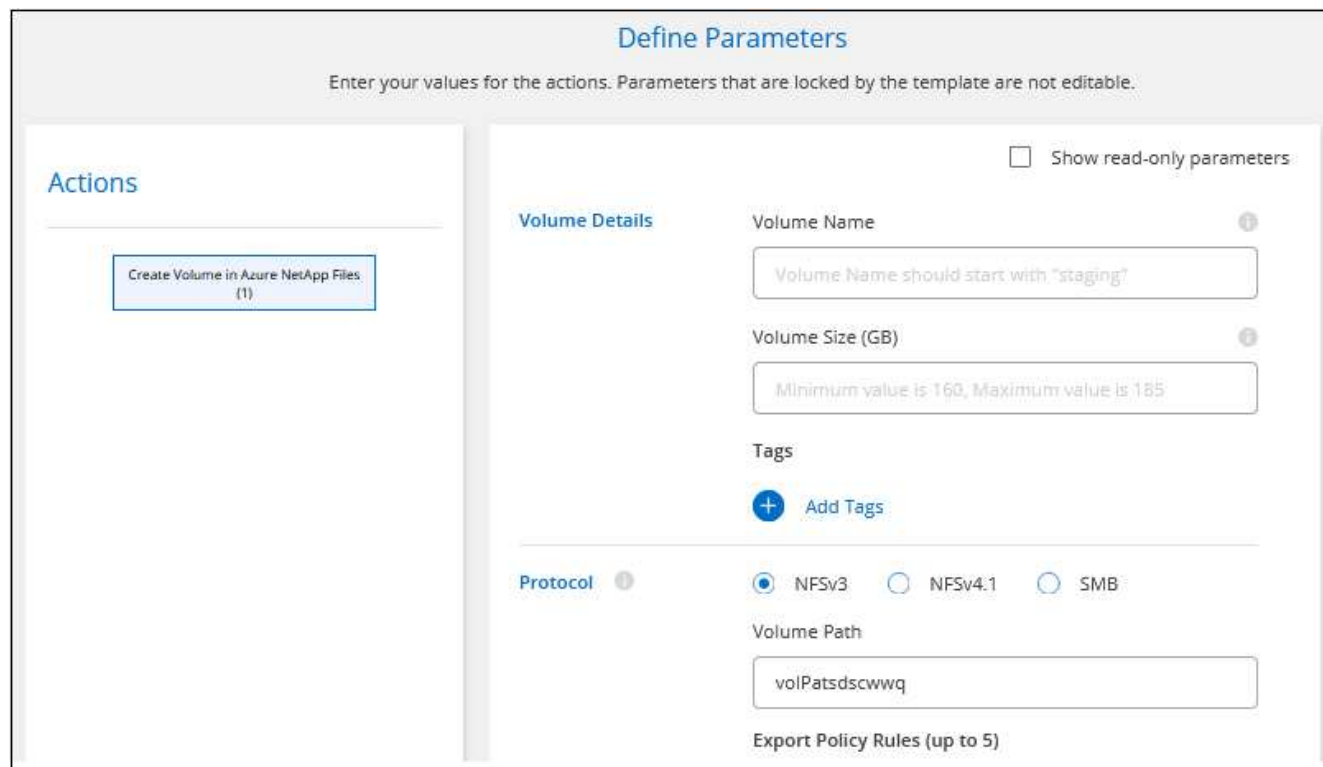 Define Parameters
Enter your values for the actions. Parameters that are locked by the template are not editable.
Actions
Create Volume in Azure NetApp Files
(1)
Show read-only parameters
Volume Details
Volume Name
Volume Name should start with "staging"
Volume Size (GB)
Minimum value is 160, Maximum value is 185
Tags
Add Tags
Protocol
NFSv3 NFSv4.1 SMB
Volume Path
volPatsdscwwq
Export Policy Rules (up to 5)